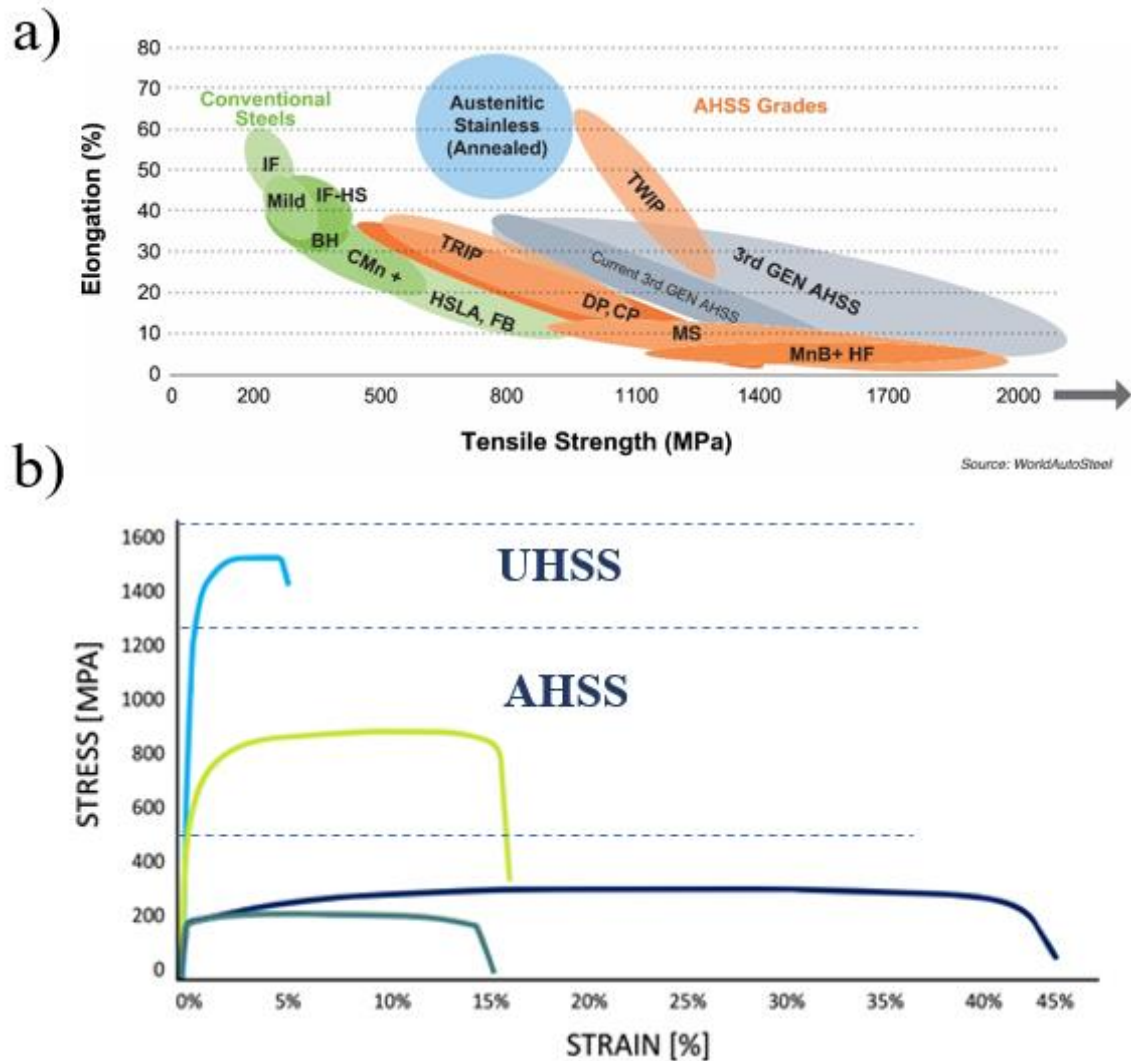 a)
80
70
60
50
40
30
20
10
0
Elongation (%)
Conventional
Steels
Austenitic
Stainless
(Annealed)
AHSS Grades
IF
Mild
IF-HS
BH
CMn +
HSLA, FB
TRIP
DP, CP
TWIP
Current 3rd GEN AHSS
3rd GEN AHSS
MS
MnB+ HF
0 200 500 800 1100 1400 1700 2000
Tensile Strength (MPa)
Source: WorldAutoSteel
b)
1600
1400
1200
1000
800
600
400
200
0
STRESS [MPA]
UHSS
AHSS
0% 5% 10% 15% 20% 25% 30% 35% 40% 45%
STRAIN [%]